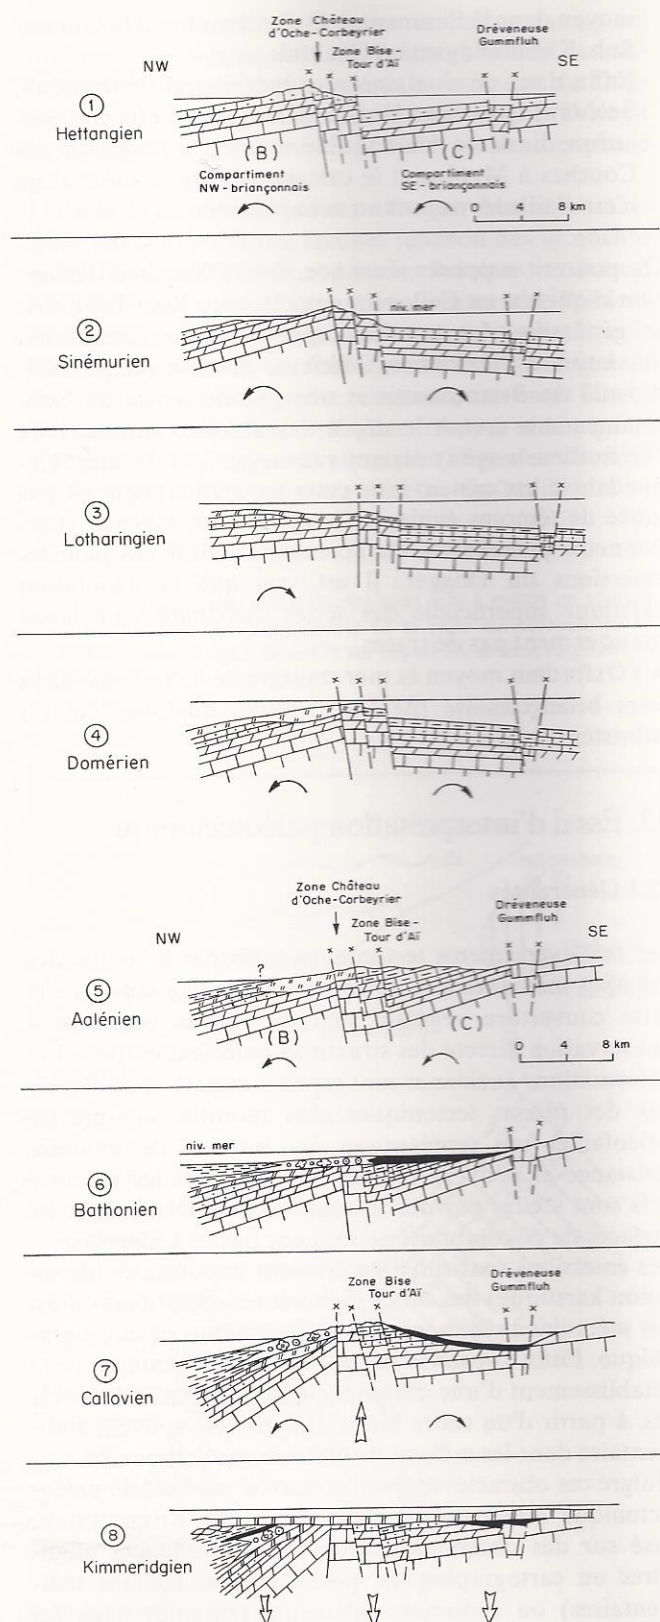 Zone Château
d'Oche-Corbeyrier
Dréveneuse
Gummfluh
NW
Zone Bise -
Tour d'Aï
SE
1
Hettangien
(B)
(C)
Compartiment
NW-briançonnais
Compartiment
SE-briançonnais
0 4 8 km
2
niv. mer
Sinémurien
3
Lotharingien
4
Domérien
Zone Château
d'Oche-Corbeyrier
Dréveneuse
Gummfluh
NW
Zone Bise -
Tour d'Aï
SE
?
5
Aalénien
(B)
(C)
0 4 8 km
niv. mer
6
Bathonien
Zone Bise
Tour d'Aï
Dréveneuse
Gummfluh
7
Callovien
8
Kimmeridgien